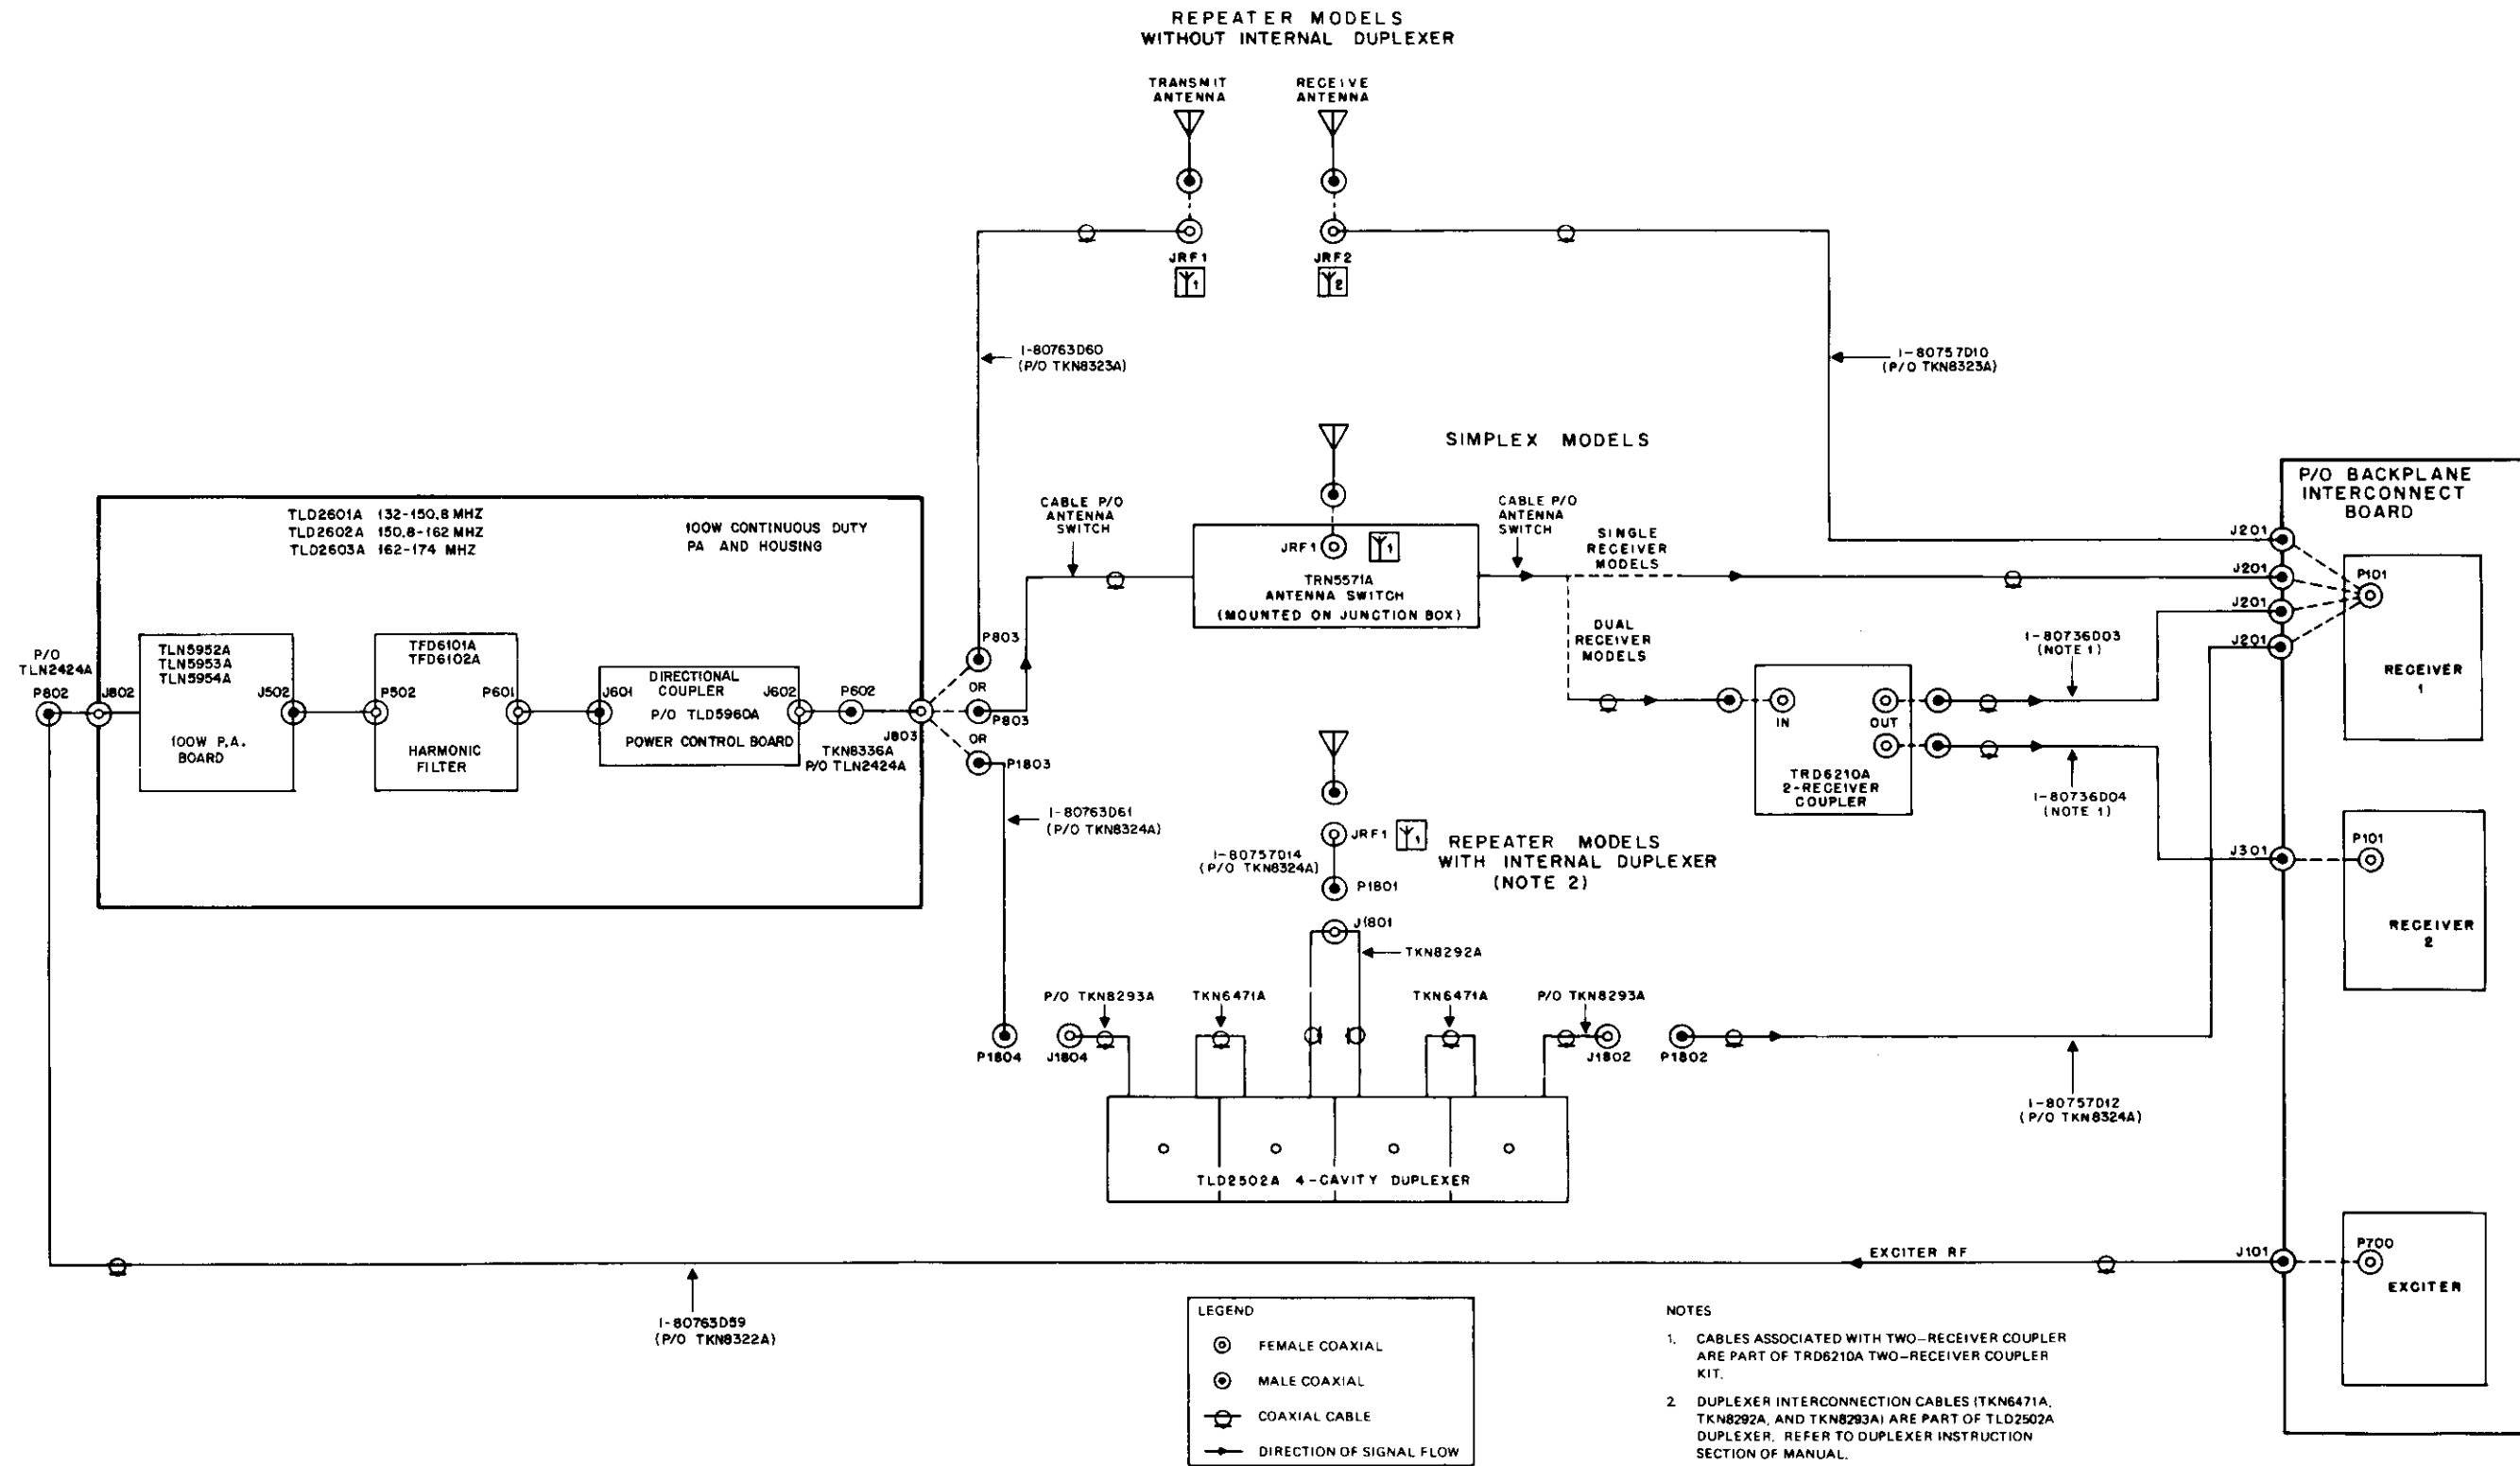 REPEATER MODELS
WITHOUT INTERNAL DUPLEXER
TRANSMIT
ANTENNA
RECEIVE
ANTENNA
JRF1
1
JRF2
2
1-80763D60
(P/O TKN8323A)
1-80757D10
(P/O TKN8323A)
SIMPLEX MODELS
CABLE P/O
ANTENNA
SWITCH
JRF1
1
TRN5571A
ANTENNA SWITCH
(MOUNTED ON JUNCTION BOX)
CABLE P/O
ANTENNA
SWITCH
SINGLE
RECEIVER
MODELS
DUAL
RECEIVER
MODELS
P/O BACKPLANE
INTERCONNECT
BOARD
J201
J201
J201
J201
P101
RECEIVER
1
TLD2601A 132-150.8 MHZ
TLD2602A 150.8-162 MHZ
TLD2603A 162-174 MHZ
100W CONTINUOUS DUTY
PA AND HOUSING
P/O
TLN2424A
P802
J802
TLN5952A
TLN5953A
TLN5954A
J502
100W P.A.
BOARD
TFD6101A
TFD6102A
P502
P601
HARMONIC
FILTER
J601
DIRECTIONAL
COUPLER
J602
P/O TLD5960A
POWER CONTROL BOARD
P602
TKN8336A
P/O TLN2424A
J803
P803
OR
P803
OR
P1803
1-80763D61
(P/O TKN8324A)
1-80736D03
(NOTE 1)
IN
OUT
TRD6210A
2-RECEIVER
COUPLER
1-80736D04
(NOTE 1)
J301
P101
RECEIVER
2
JRF1
1
1-80757D14
(P/O TKN8324A)
P1801
REPEATER MODELS
WITH INTERNAL DUPLEXER
(NOTE 2)
J1801
TKN8292A
P/O TKN8293A
TKN6471A
TKN6471A
P/O TKN8293A
P1804
J1804
J1802
P1802
1-80757D12
(P/O TKN8324A)
TLD2502A 4-CAVITY DUPLEXER
EXCITER RF
J101
P700
EXCITER
1-80763D59
(P/O TKN8322A)
LEGEND
FEMALE COAXIAL
MALE COAXIAL
COAXIAL CABLE
DIRECTION OF SIGNAL FLOW
NOTES
1. CABLES ASSOCIATED WITH TWO-RECEIVER COUPLER
ARE PART OF TRD6210A TWO-RECEIVER COUPLER
KIT.
2 DUPLEXER INTERCONNECTION CABLES (TKN6471A,
TKN8292A, AND TKN8293A) ARE PART OF TLD2502A
DUPLEXER. REFER TO DUPLEXER INSTRUCTION
SECTION OF MANUAL.